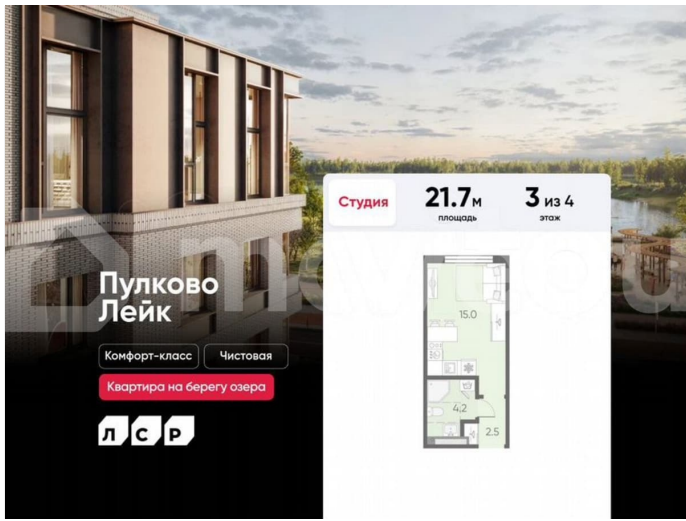 Студия
21.7 м
площадь
3 из 4
этаж
15.0
4.2
2.5
Пулково
Лейк
Комфорт-класс
Чистовая
Квартира на берегу озера
ЛСР